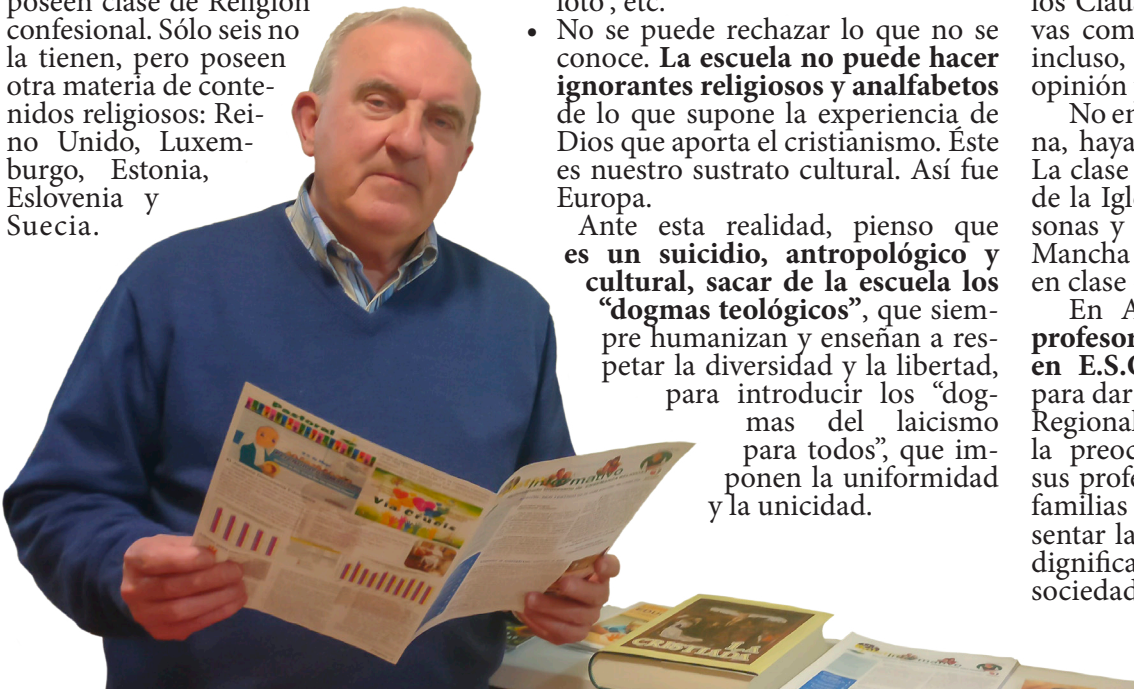 poseen clase de Religión
confesional. Sólo seis no
la tienen, pero poseen
otra materia de conte-
nidos religiosos: Rei-
no Unido, Luxem-
burgo, Estonia,
Eslovenia y
Suecia.
loto", etc.
• No se puede rechazar lo que no se
conoce. La escuela no puede hacer
ignorantes religiosos y analfabetos
de lo que supone la experiencia de
Dios que aporta el cristianismo. Éste
es nuestro sustrato cultural. Así fue
Europa.
Ante esta realidad, pienso que
es un suicidio, antropológico y
cultural, sacar de la escuela los
“dogmas teológicos”, que siem-
pre humanizan y enseñan a res-
petar la diversidad y la libertad,
para introducir los “dog-
mas del laicismo
para todos”, que im-
ponen la uniformidad
y la unicidad.
los Claus
vas com
incluso,
opinión
No en
na, haya
La clase
de la Igl
sonas y
Mancha
en clase
En A
profesor
en E.S.O
para dar
Regional
la preoc
sus profe
familias
sentar la
dignifica
sociedad
Pastoral
Via Crucis
Informativo
LA
CRISTIADA
Informativo